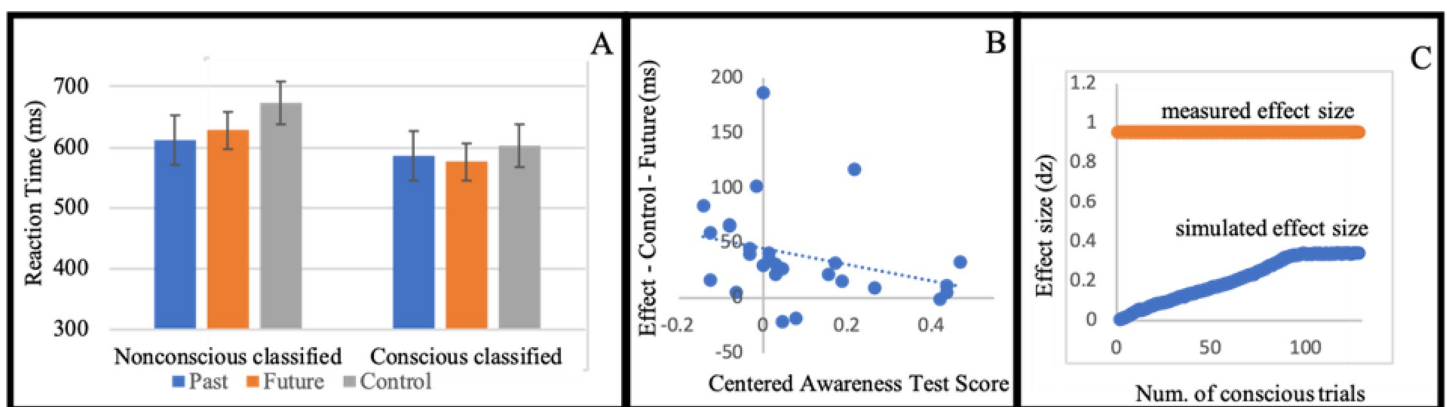 A
Reaction Time (ms)
700
600
500
400
300
Nonconscious classified Conscious classified
Past Future Control
B
Effect - Control - Future (ms)
200
150
100
50
0
-50
-0.2 0 0.2 0.4
Centered Awareness Test Score
C
Effect size (dz)
1.2
1
0.8
0.6
0.4
0.2
0
measured effect size
simulated effect size
0 50 100
Num. of conscious trials